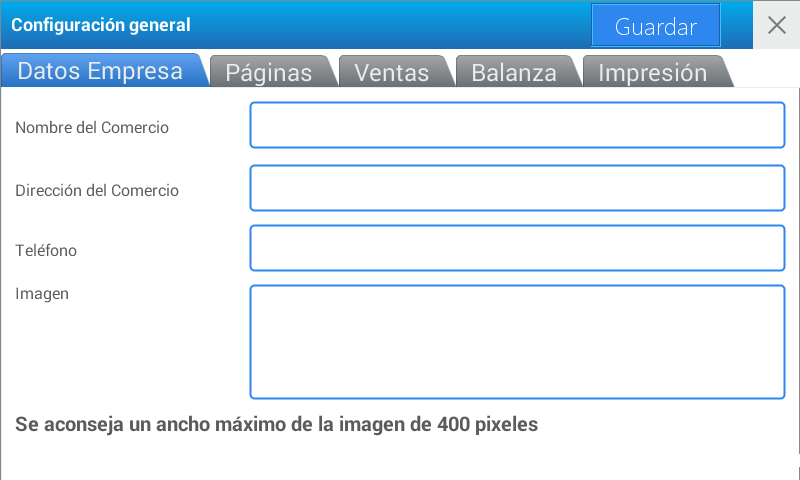 Configuración general
Guardar
Datos Empresa
Páginas
Ventas
Balanza
Impresión
Nombre del Comercio
Dirección del Comercio
Teléfono
Imagen
Se aconseja un ancho máximo de la imagen de 400 pixeles